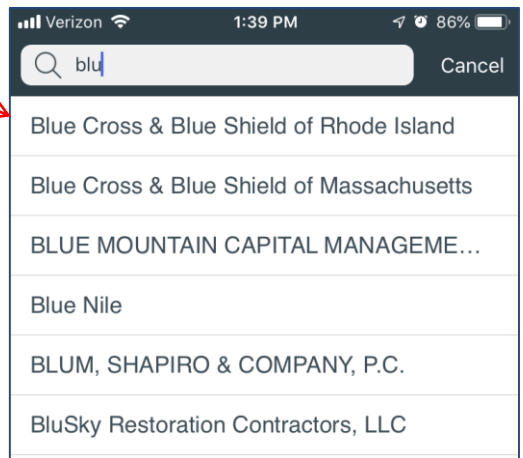 Verizon 1:39 PM 86%
blu Cancel
Blue Cross & Blue Shield of Rhode Island
Blue Cross & Blue Shield of Massachusetts
BLUE MOUNTAIN CAPITAL MANAGEME...
Blue Nile
BLUM, SHAPIRO & COMPANY, P.C.
BluSky Restoration Contractors, LLC